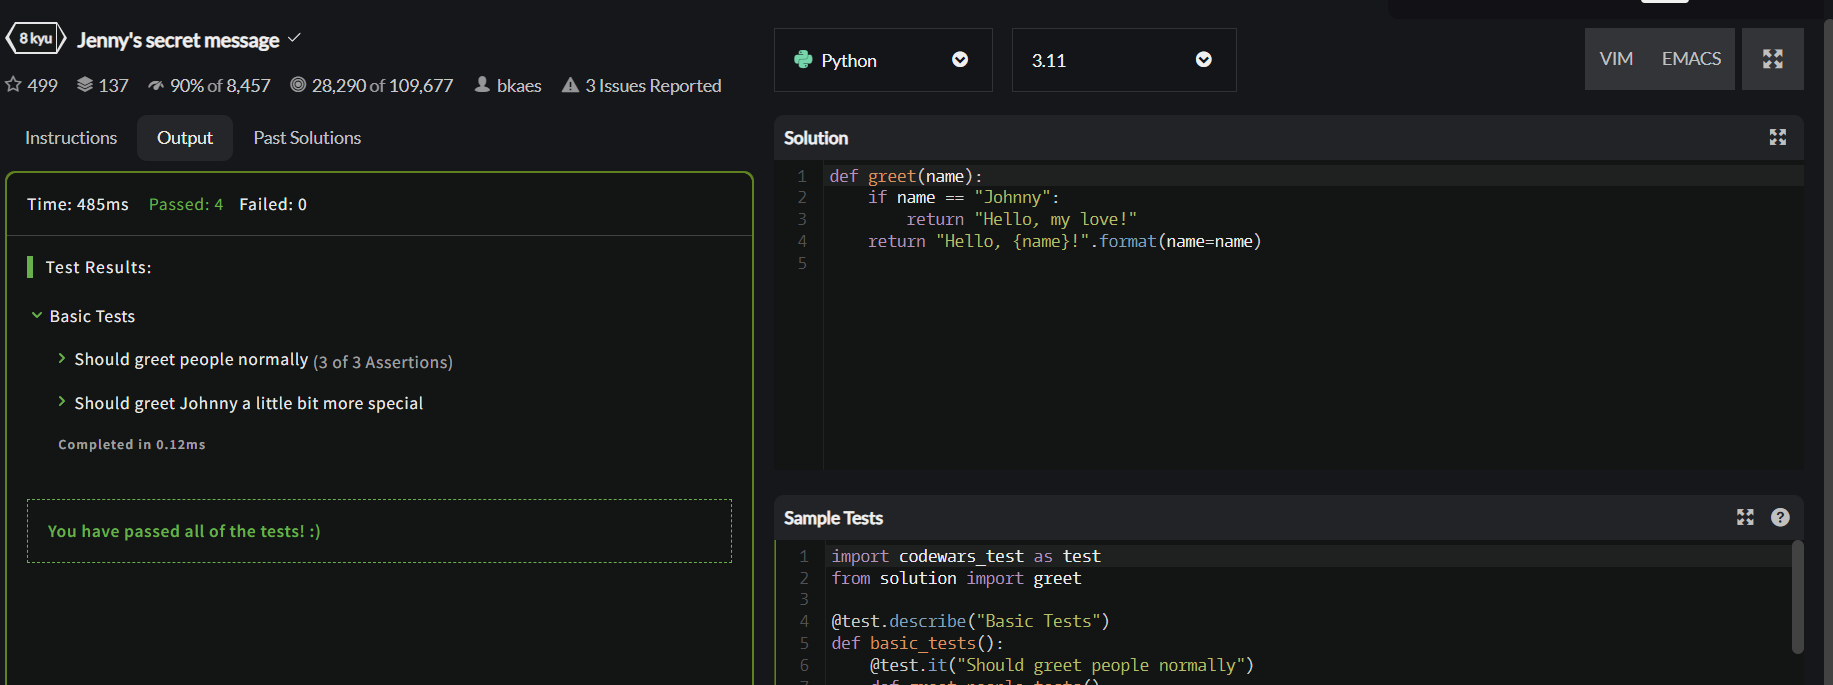 8 kyu Jenny's secret message
499 137 90% of 8,457 28,290 of 109,677 bkaes 3 Issues Reported
Instructions Output Past Solutions
Time: 485ms Passed: 4 Failed: 0
Test Results:
Basic Tests
Should greet people normally (3 of 3 Assertions)
Should greet Johnny a little bit more special
Completed in 0.12ms
You have passed all of the tests! :)
Python 3.11 VIM EMACS
Solution
1 def greet(name):
2     if name == "Johnny":
3         return "Hello, my love!"
4     return "Hello, {name}!".format(name=name)
5
Sample Tests
1 import codewars_test as test
2 from solution import greet
3
4 @test.describe("Basic Tests")
5 def basic_tests():
6     @test.it("Should greet people normally")